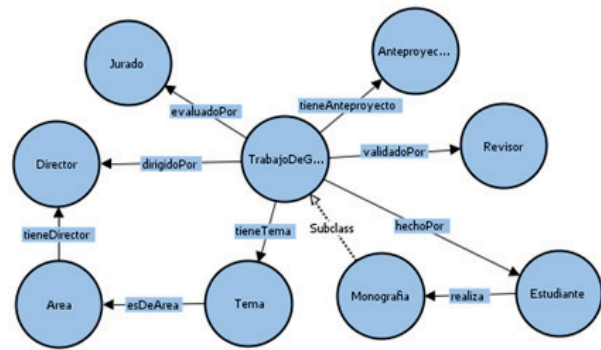 Anteproyec...
Jurado
tieneAnteproyecto
evaluadoPor
Director
dirigidoPor
TrabajoDeG...
validadoPor
Revisor
tieneDirector
tieneTema
Subclass
hechoPor
Area
esDeArea
Tema
Monografia
realiza
Estudiante